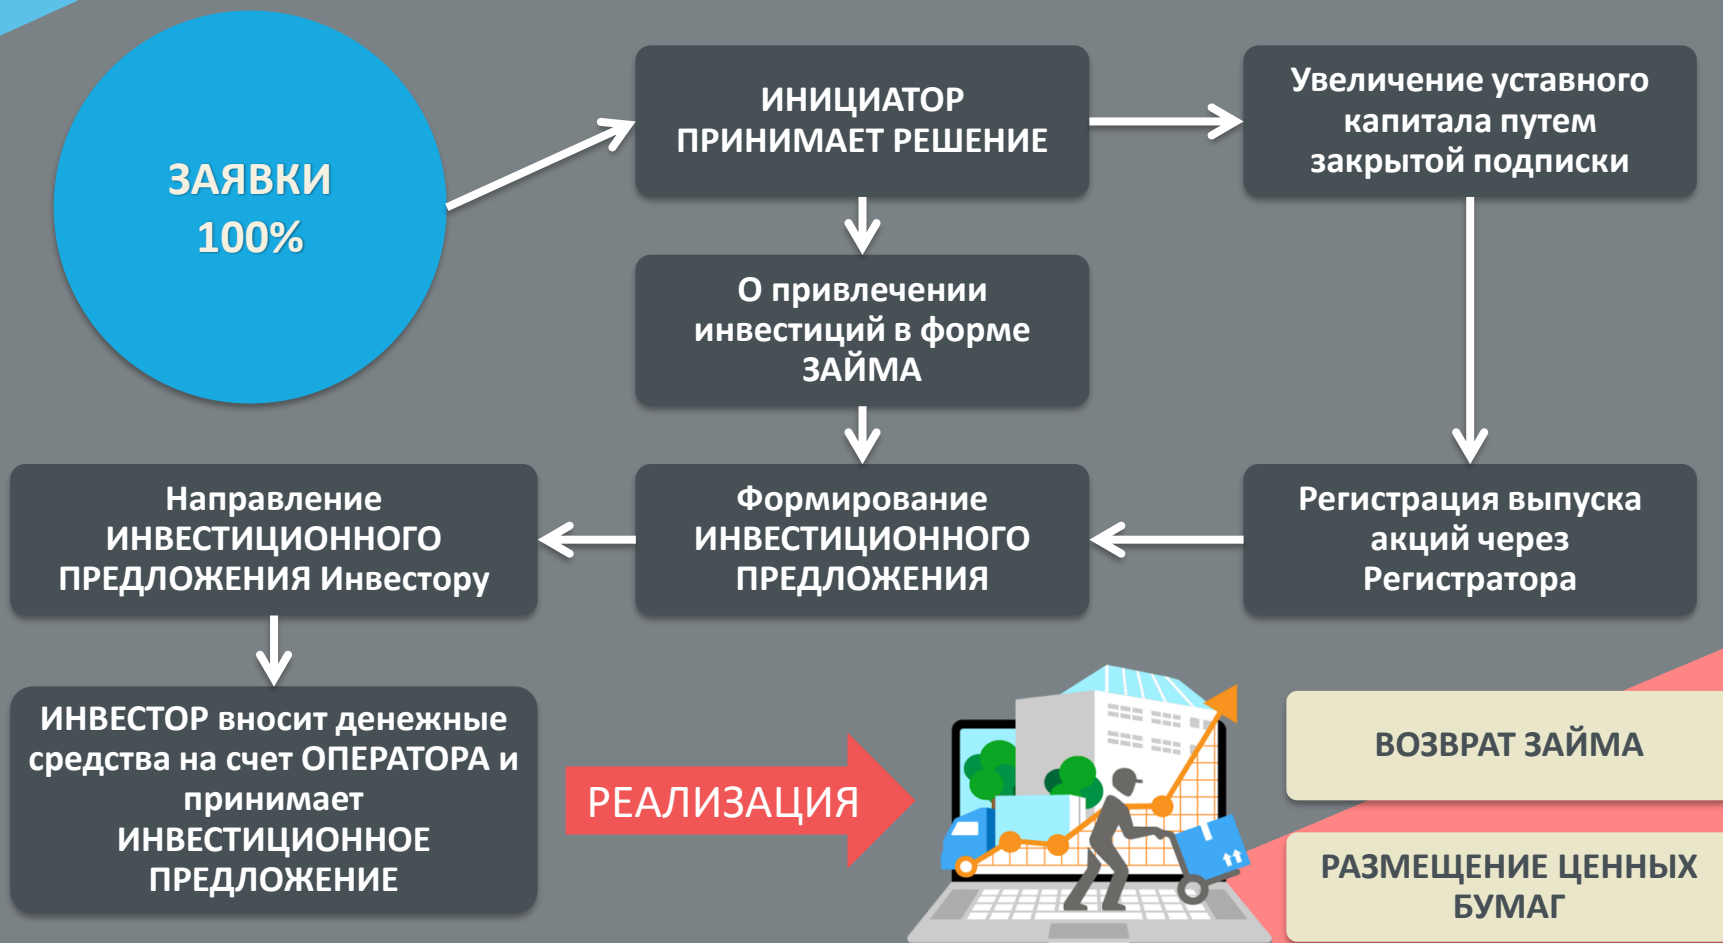 ЗАЯВКИ
100%
ИНИЦИАТОР
ПРИНИМАЕТ РЕШЕНИЕ
Увеличение уставного
капитала путем
закрытой подписки
О привлечении
инвестиций в форме
ЗАЙМА
Направление
ИНВЕСТИЦИОННОГО
ПРЕДЛОЖЕНИЯ Инвестору
Формирование
ИНВЕСТИЦИОННОГО
ПРЕДЛОЖЕНИЯ
Регистрация выпуска
акций через
Регистратора
ИНВЕСТОР вносит денежные
средства на счет ОПЕРАТОРА и
принимает
ИНВЕСТИЦИОННОЕ
ПРЕДЛОЖЕНИЕ
РЕАЛИЗАЦИЯ
ВОЗВРАТ ЗАЙМА
РАЗМЕЩЕНИЕ ЦЕННЫХ
БУМАГ